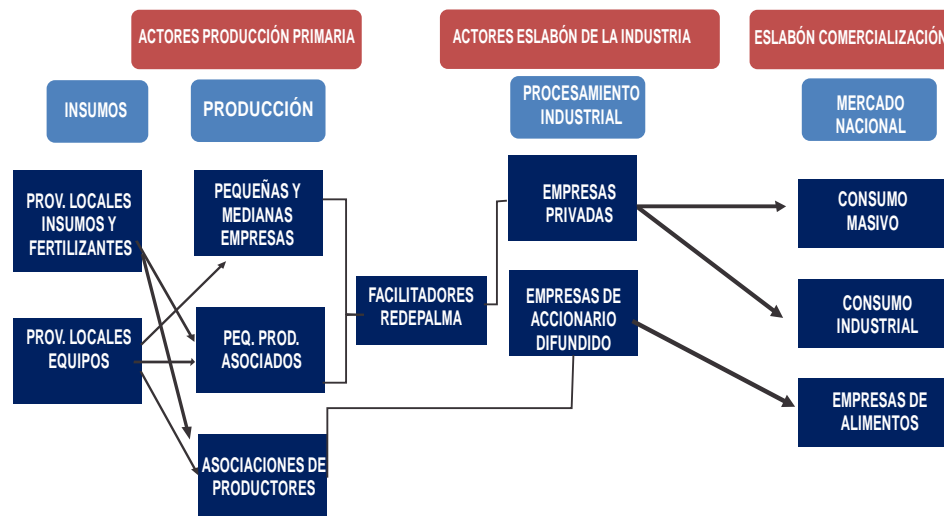 ACTORES PRODUCCIÓN PRIMARIA
ACTORES ESLABÓN DE LA INDUSTRIA
ESLABÓN COMERCIALIZACIÓN
INSUMOS
PRODUCCIÓN
PROCESAMIENTO
INDUSTRIAL
MERCADO
NACIONAL
PROV. LOCALES
INSUMOS Y
FERTILIZANTES
PEQUEÑAS Y
MEDIANAS
EMPRESAS
EMPRESAS
PRIVADAS
CONSUMO
MASIVO
PROV. LOCALES
EQUIPOS
PEQ. PROD.
ASOCIADOS
FACILITADORES
REDEPALMA
EMPRESAS DE
ACCIONARIO
DIFUNDIDO
CONSUMO
INDUSTRIAL
ASOCIACIONES DE
PRODUCTORES
EMPRESAS DE
ALIMENTOS